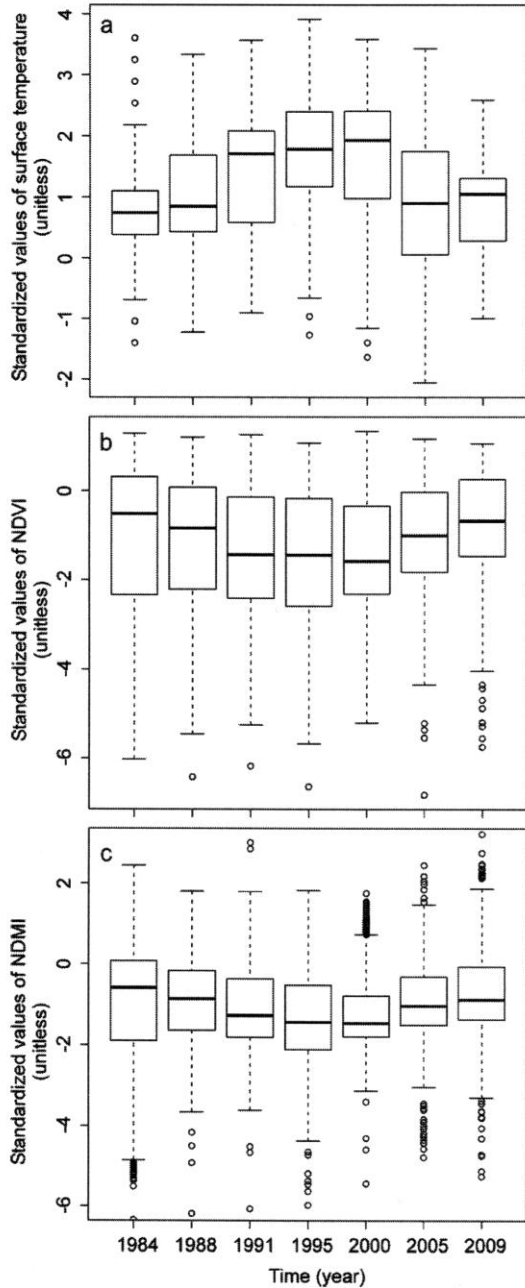 a
Standardized values of surface temperature
(unitless)
4
3
2
1
0
-1
-2
b
Standardized values of NDVI
(unitless)
0
-2
-4
-6
c
Standardized values of NDMI
(unitless)
2
0
-2
-4
-6
1984 1988 1991 1995 2000 2005 2009
Time (year)